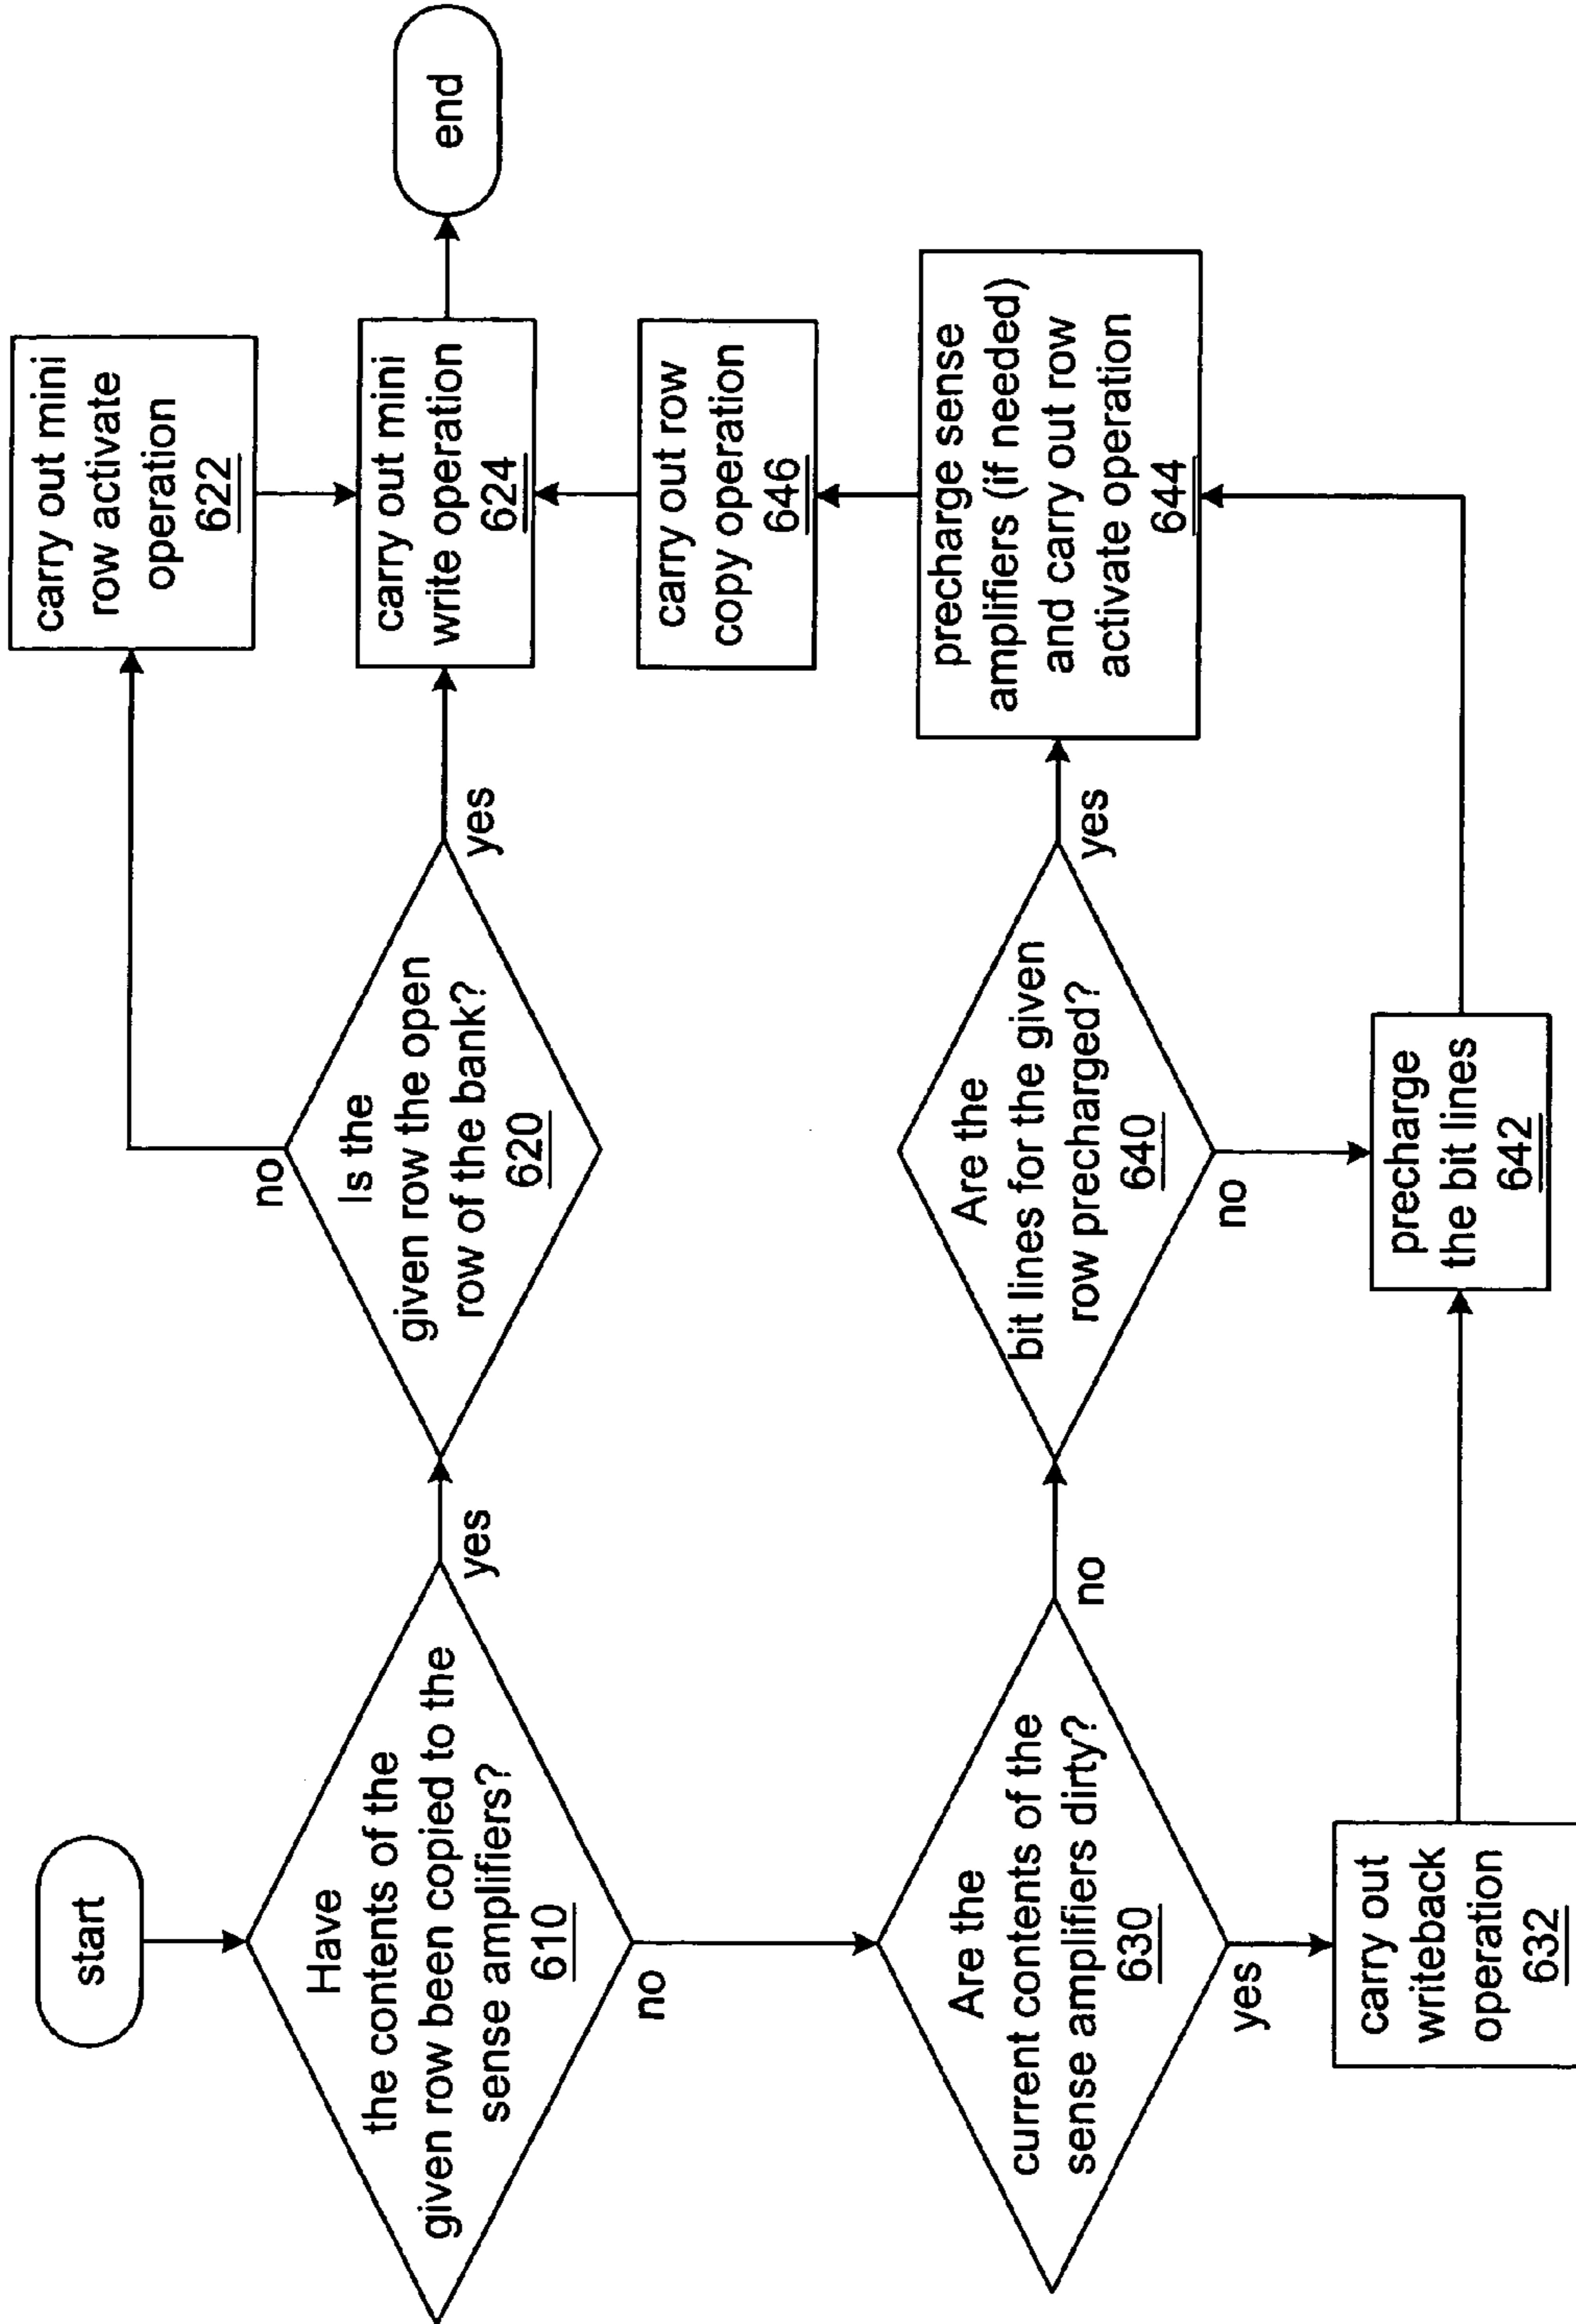 start
Have
the contents of the
given row been copied to the
sense amplifiers?
610
yes
no
Is the
given row the open
row of the bank?
620
no
yes
carry out mini
row activate
operation
622
carry out mini
write operation
624
end
Are the
current contents of the
sense amplifiers dirty?
630
no
yes
Are the
bit lines for the given
row precharged?
640
yes
no
carry out row
copy operation
646
precharge sense
amplifiers (if needed)
and carry out row
activate operation
644
carry out
writeback
operation
632
precharge
the bit lines
642